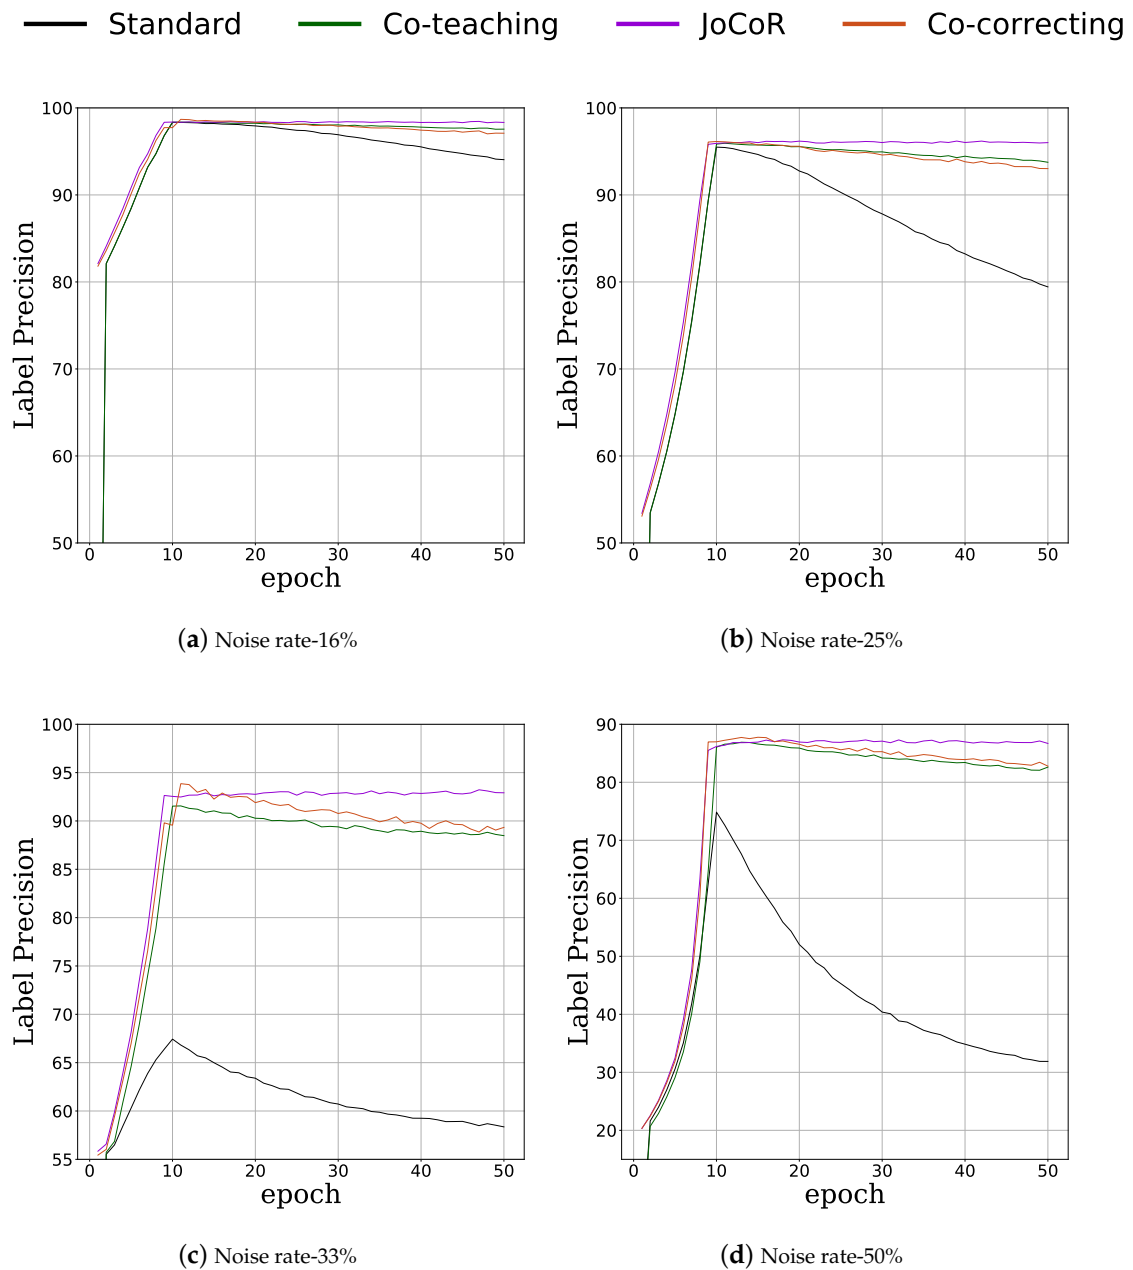 Standard Co-teaching JoCoR Co-correcting
100
90
80
70
60
50
Label Precision
0 10 20 30 40 50
epoch
(a) Noise rate-16%
100
90
80
70
60
50
Label Precision
0 10 20 30 40 50
epoch
(b) Noise rate-25%
100
95
90
85
80
75
70
65
60
55
Label Precision
0 10 20 30 40 50
epoch
(c) Noise rate-33%
90
80
70
60
50
40
30
20
Label Precision
0 10 20 30 40 50
epoch
(d) Noise rate-50%